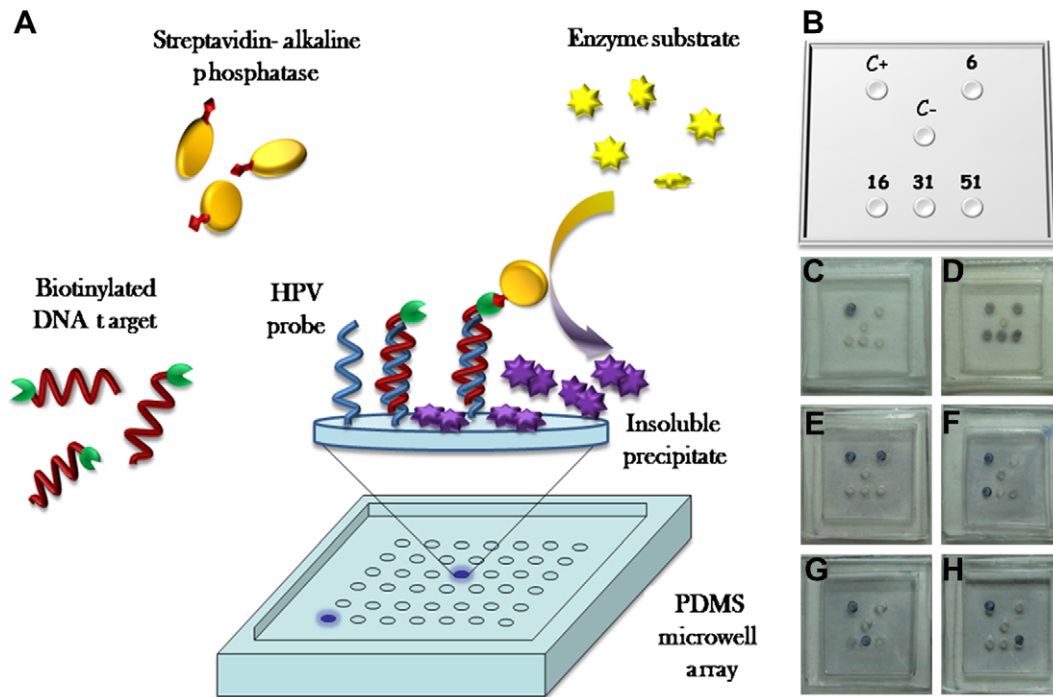 A
Streptavidin- alkaline
phosphatase
Enzyme substrate
Biotinylated
DNA target
HPV
probe
Insoluble
precipitate
PDMS
microwell
array
B
C+
6
C-
16 31 51
C
D
E
F
G
H